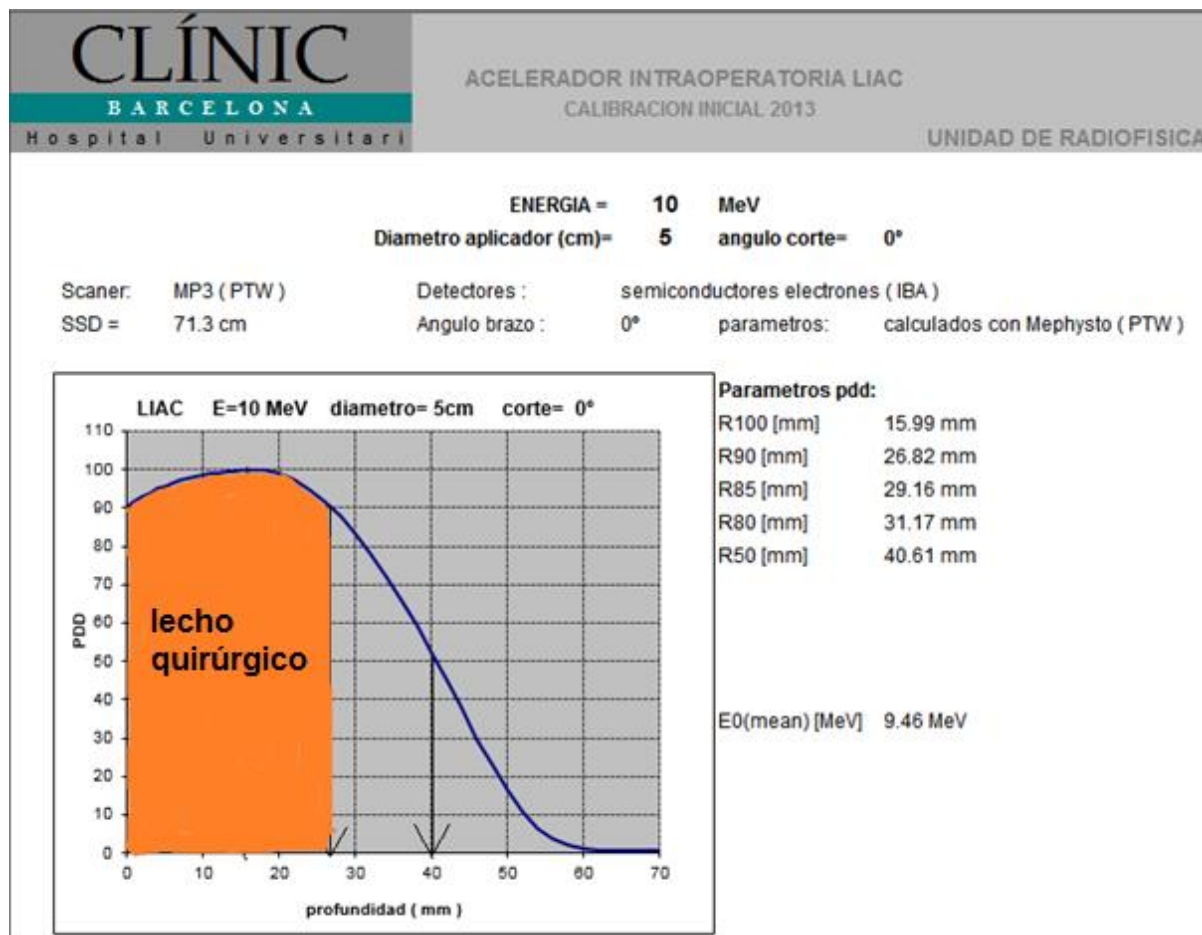 CLÍNIC
BARCELONA
Hospital Universitari
ACELERADOR INTRAOPERATORIA LIAC
CALIBRACION INICIAL 2013
UNIDAD DE RADIOFISICA
ENERGIA = 10 MeV
Diametro aplicador (cm)= 5 angulo corte= 0º
Scaner: MP3 ( PTW ) Detectores : semiconductores electrones ( IBA )
SSD = 71.3 cm Angulo brazo : 0º parametros: calculados con Mephysto ( PTW )
LIAC E=10 MeV diametro= 5cm corte= 0º
110
100
90
80
70
60
50
40
30
20
10
0
PDD
lecho
quirúrgico
0 10 20 30 40 50 60 70
profundidad ( mm )
Parametros pdd:
R100 [mm] 15.99 mm
R90 [mm] 26.82 mm
R85 [mm] 29.16 mm
R80 [mm] 31.17 mm
R50 [mm] 40.61 mm
E0(mean) [MeV] 9.46 MeV